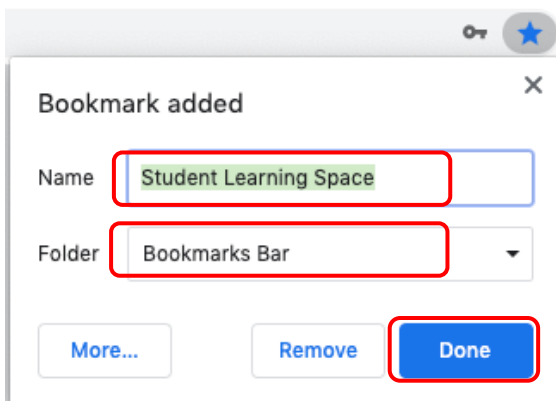 Bookmark added
Name Student Learning Space
Folder Bookmarks Bar
More... Remove Done